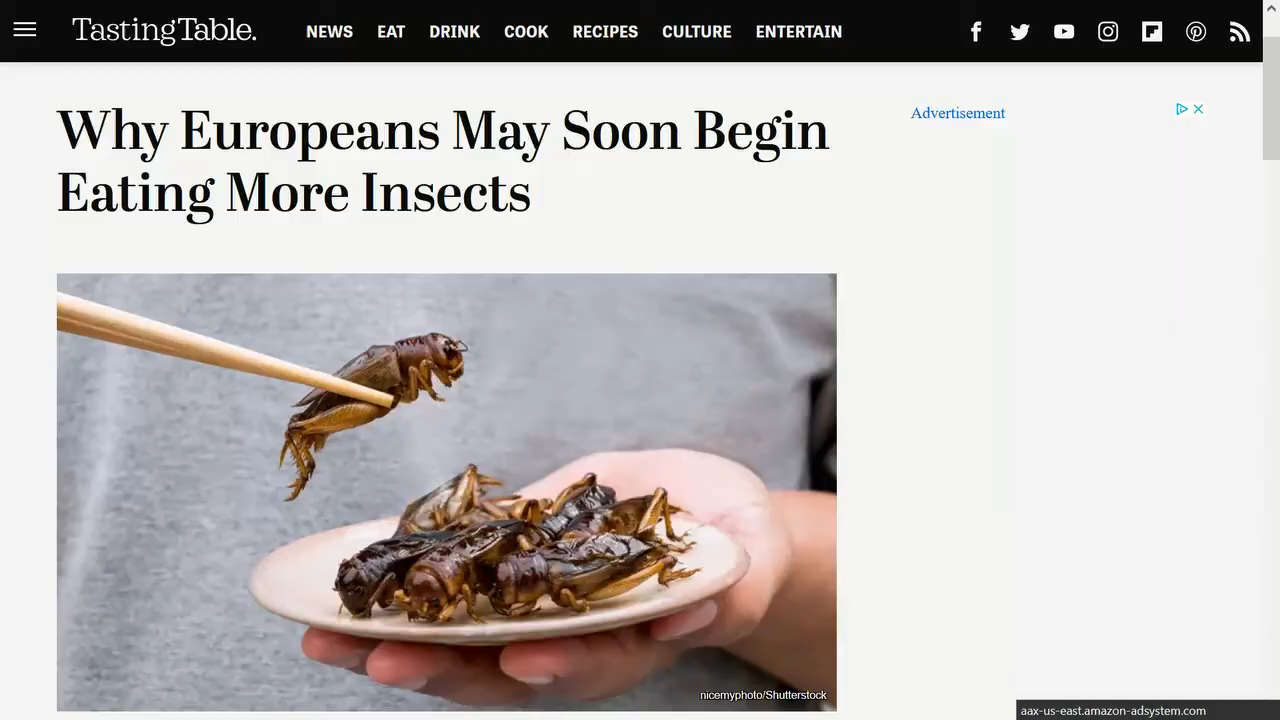 TastingTable.
NEWS EAT DRINK COOK RECIPES CULTURE ENTERTAIN
Why Europeans May Soon Begin
Eating More Insects
Advertisement
nicemyphoto/Shutterstock
aax-us-east.amazon-adsystem.com